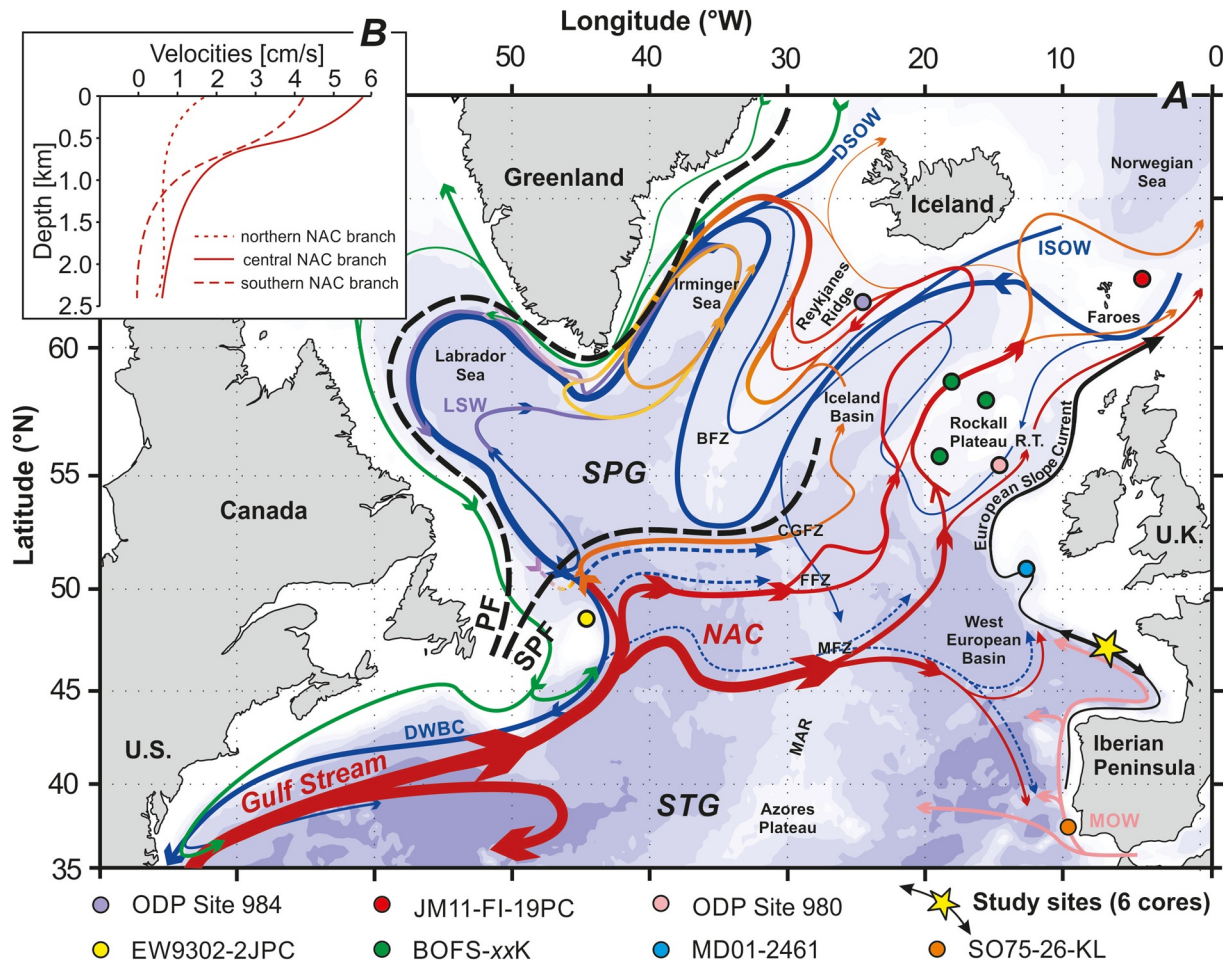 Longitude (°W)
B
Velocities [cm/s]
0 1 2 3 4 5 6
0
0.5
1.0
1.5
2.0
2.5
Depth [km]
northern NAC branch
central NAC branch
southern NAC branch
50 40 30 20 10 0
A
DSOW
Greenland
Iceland
Norwegian
Sea
ISOW
Irminger
Sea
Reykjanes
Ridge
Faroes
60
Labrador
Sea
LSW
Iceland
Basin
BFZ
Rockall
Plateau
R.T.
European Slope Current
55
SPG
Latitude (°N)
Canada
U.K.
CGFZ
50
FFZ
PF
SPF
NAC
West
European
Basin
MFZ
45
DWBC
U.S.
MAR
Iberian
Peninsula
Gulf Stream
40
STG
Azores
Plateau
MOW
35
ODP Site 984
JM11-FI-19PC
ODP Site 980
Study sites (6 cores)
EW9302-2JPC
BOFS-xxK
MD01-2461
SO75-26-KL